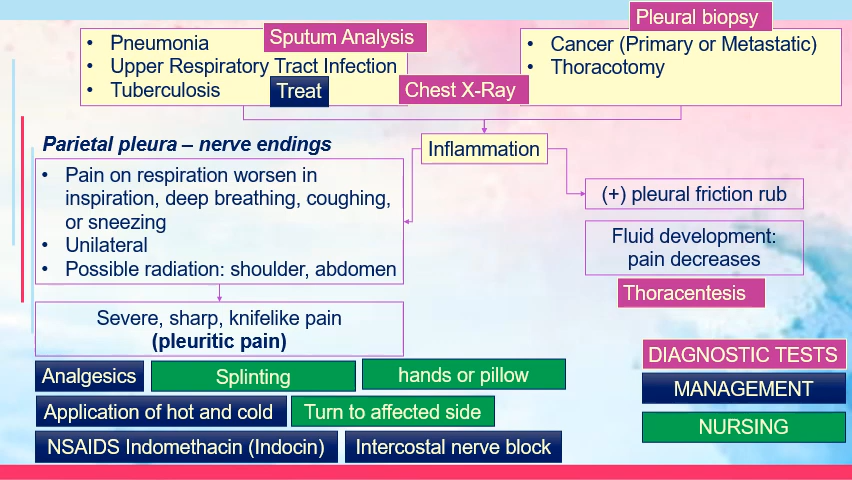 Pleural biopsy
• Pneumonia
Sputum Analysis
• Upper Respiratory Tract Infection
• Tuberculosis
Treat
Chest X-Ray
• Cancer (Primary or Metastatic)
• Thoracotomy
Parietal pleura – nerve endings
Inflammation
• Pain on respiration worsen in
inspiration, deep breathing, coughing,
or sneezing
• Unilateral
• Possible radiation: shoulder, abdomen
(+) pleural friction rub
Fluid development:
pain decreases
Thoracentesis
Severe, sharp, knifelike pain
(pleuritic pain)
Analgesics
Splinting
hands or pillow
Application of hot and cold
Turn to affected side
NSAIDS Indomethacin (Indocin)
Intercostal nerve block
DIAGNOSTIC TESTS
MANAGEMENT
NURSING